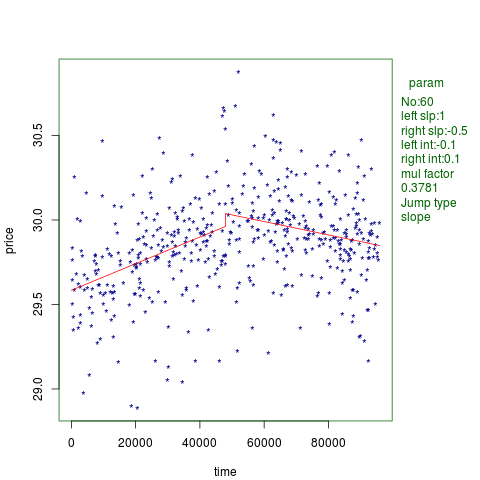 param
No:60
left slp:1
right slp:-0.5
left int:-0.1
right int:0.1
mul factor
0.3781
Jump type
slope
30.5
30.0
29.5
29.0
price
0
20000
40000
60000
80000
time